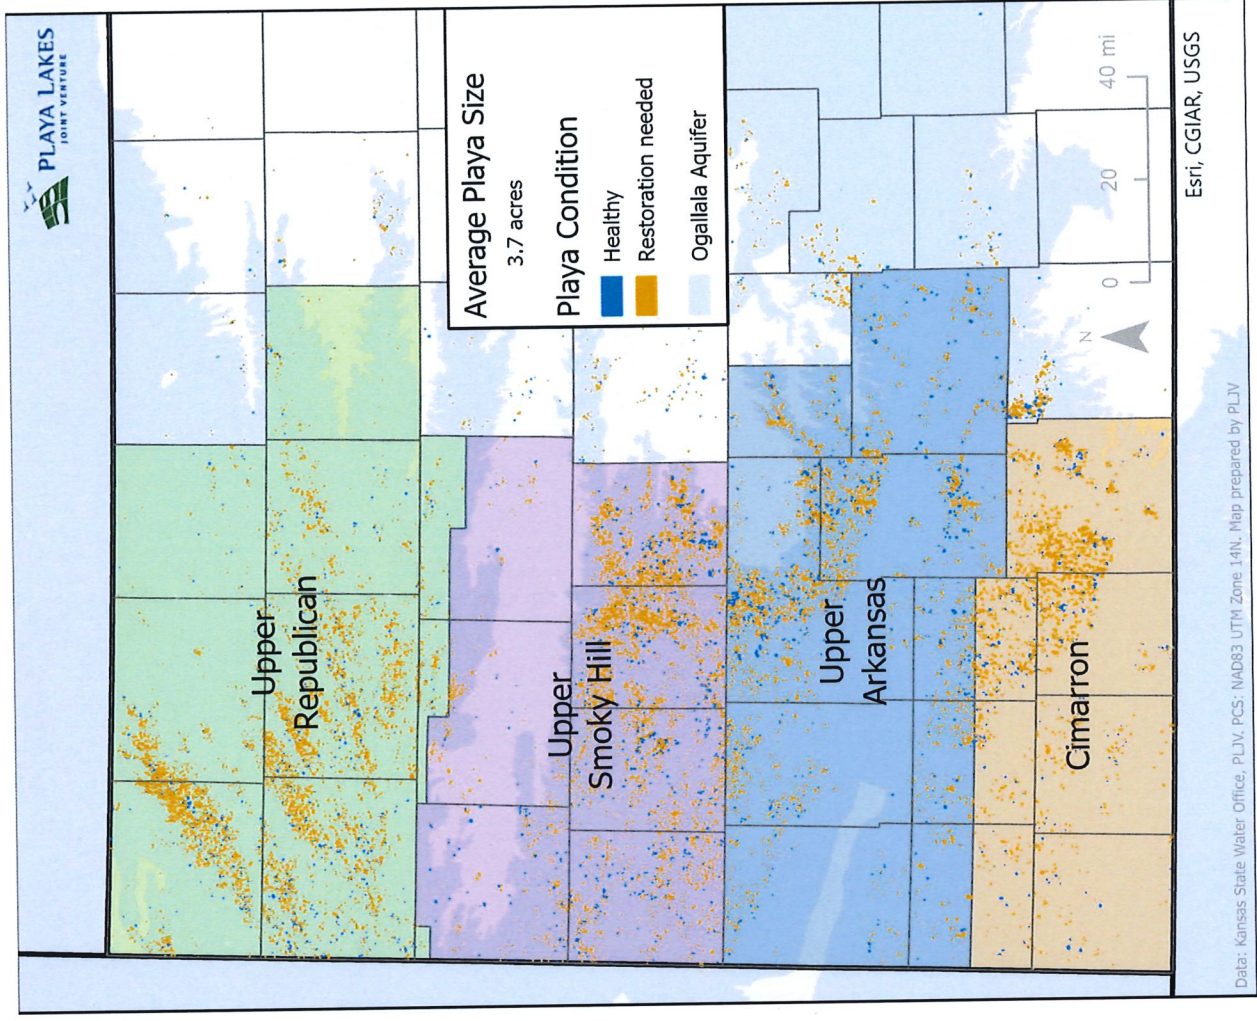 PLAYA LAKES
JOINT VENTURE
Average Playa Size
3.7 acres
Playa Condition
Healthy
Restoration needed
Ogallala Aquifer
Upper
Republican
Upper
Smoky Hill
Upper
Arkansas
Cimarron
N
0 20 40 mi
Esri, CGIAR, USGS
Data: Kansas State Water Office, PLJV. PCS: NAD83 UTM Zone 14N. Map prepared by PLJV